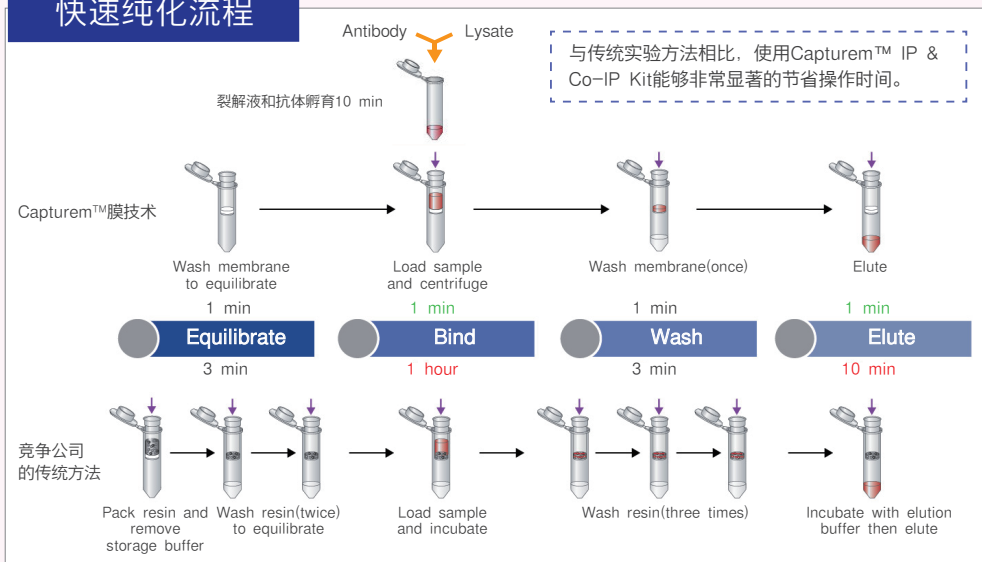 快速纯化流程
Antibody
Lysate
与传统实验方法相比，使用Capturem™ IP &
Co-IP Kit能够非常显著的节省操作时间。
裂解液和抗体孵育10 min
Capturem™膜技术
Wash membrane
to equilibrate
Load sample
and centrifuge
Wash membrane(once)
Elute
1 min
1 min
1 min
1 min
Equilibrate
Bind
Wash
Elute
3 min
1 hour
3 min
10 min
竞争公司
的传统方法
Pack resin and
remove
storage buffer
Wash resin(twice)
to equilibrate
Load sample
and incubate
Wash resin(three times)
Incubate with elution
buffer then elute